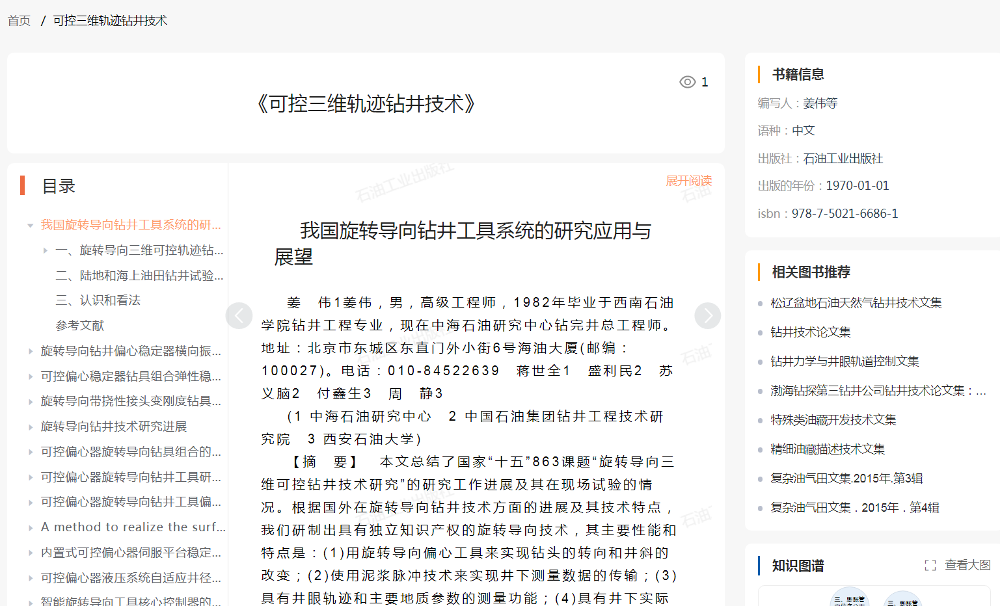 首页 / 可控三维轨迹钻井技术
1
《可控三维轨迹钻井技术》
目录
我国旋转导向钻井工具系统的研...
一、旋转导向三维可控轨迹钻...
二、陆地和海上油田钻井试验...
三、认识和看法
参考文献
旋转导向钻井偏心稳定器横向振...
可控偏心稳定器钻具组合弹性稳...
旋转导向带挠性接头变刚度钻具...
旋转导向钻井技术研究进展
可控偏心器旋转导向钻具组合的...
可控偏心器旋转导向钻井工具研...
可控偏心器旋转导向钻井工具偏...
A method to realize the surf...
内置式可控偏心器伺服平台稳定...
可控偏心器液压系统自适应井径...
智能旋转导向工具核心控制器的...
展开阅读
我国旋转导向钻井工具系统的研究应用与
展望
姜　伟1姜伟，男，高级工程师，1982年毕业于西南石油
学院钻井工程专业，现在中海石油研究中心钻完井总工程师。
地址：北京市东城区东直门外小街6号海油大厦(邮编：
100027)。电话：010-84522639　蒋世全1　盛利民2　苏
义脑2　付鑫生3　周　静3
(1 中海石油研究中心　2 中国石油集团钻井工程技术研
究院　3 西安石油大学)
【摘　要】　本文总结了国家“十五”863课题“旋转导向三
维可控钻井技术研究”的研究工作进展及其在现场试验的情
况。根据国外在旋转导向钻井技术方面的进展及其技术特点，
我们研制出具有独立知识产权的旋转导向技术，其主要性能和
特点是：(1)用旋转导向偏心工具来实现钻头的转向和井斜的
改变；(2)使用泥浆脉冲技术来实现井下测量数据的传输；(3)
具有井眼轨迹和主要地质参数的测量功能；(4)具有井下实际
石油工业出版社
石油
石油工业出版社
石油
石油工业出版社
石油
书籍信息
编写人：姜伟等
语种：中文
出版社：石油工业出版社
出版的年份：1970-01-01
isbn：978-7-5021-6686-1
相关图书推荐
松辽盆地石油天然气钻井技术文集
钻井技术论文集
钻井力学与井眼轨道控制文集
渤海钻探第三钻井公司钻井技术论文集：...
特殊类油藏开发技术文集
精细油藏描述技术文集
复杂油气田文集.2015年.第3辑
复杂油气田文集．2015年．第4辑
知识图谱
查看大图
三、膨胀管
三、膨胀管